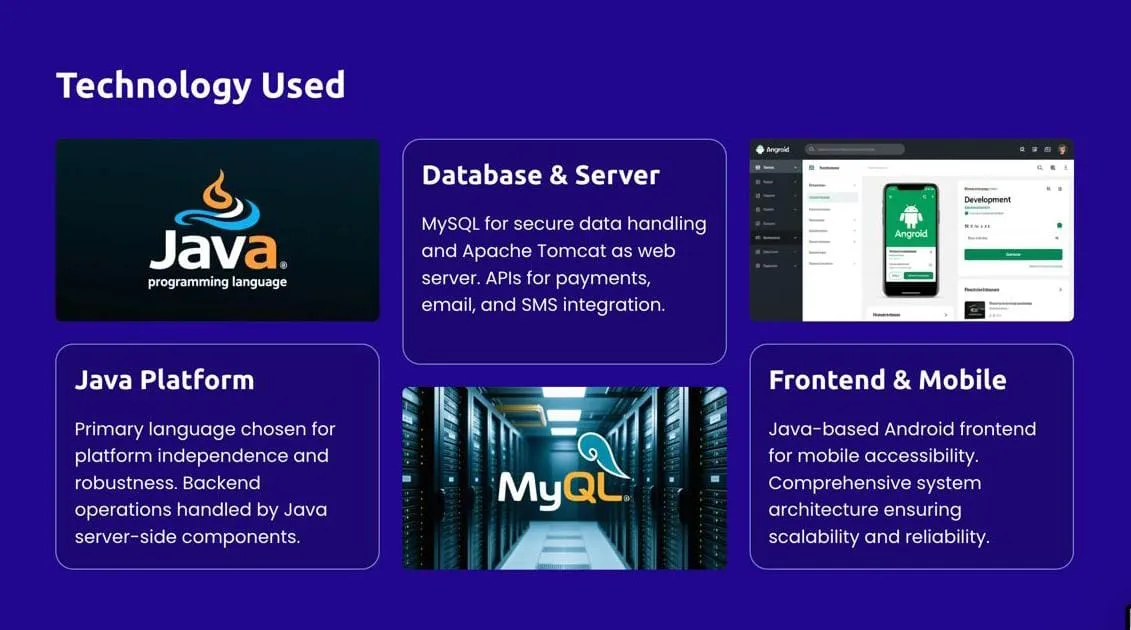 Technology Used
Java
programming language
Java Platform
Primary language chosen for
platform independence and
robustness. Backend
operations handled by Java
server-side components.
Database & Server
MySQL for secure data handling
and Apache Tomcat as web
server. APIs for payments,
email, and SMS integration.
MyQL
Angroid
Development
Angroid
Frontend & Mobile
Java-based Android frontend
for mobile accessibility.
Comprehensive system
architecture ensuring
scalability and reliability.